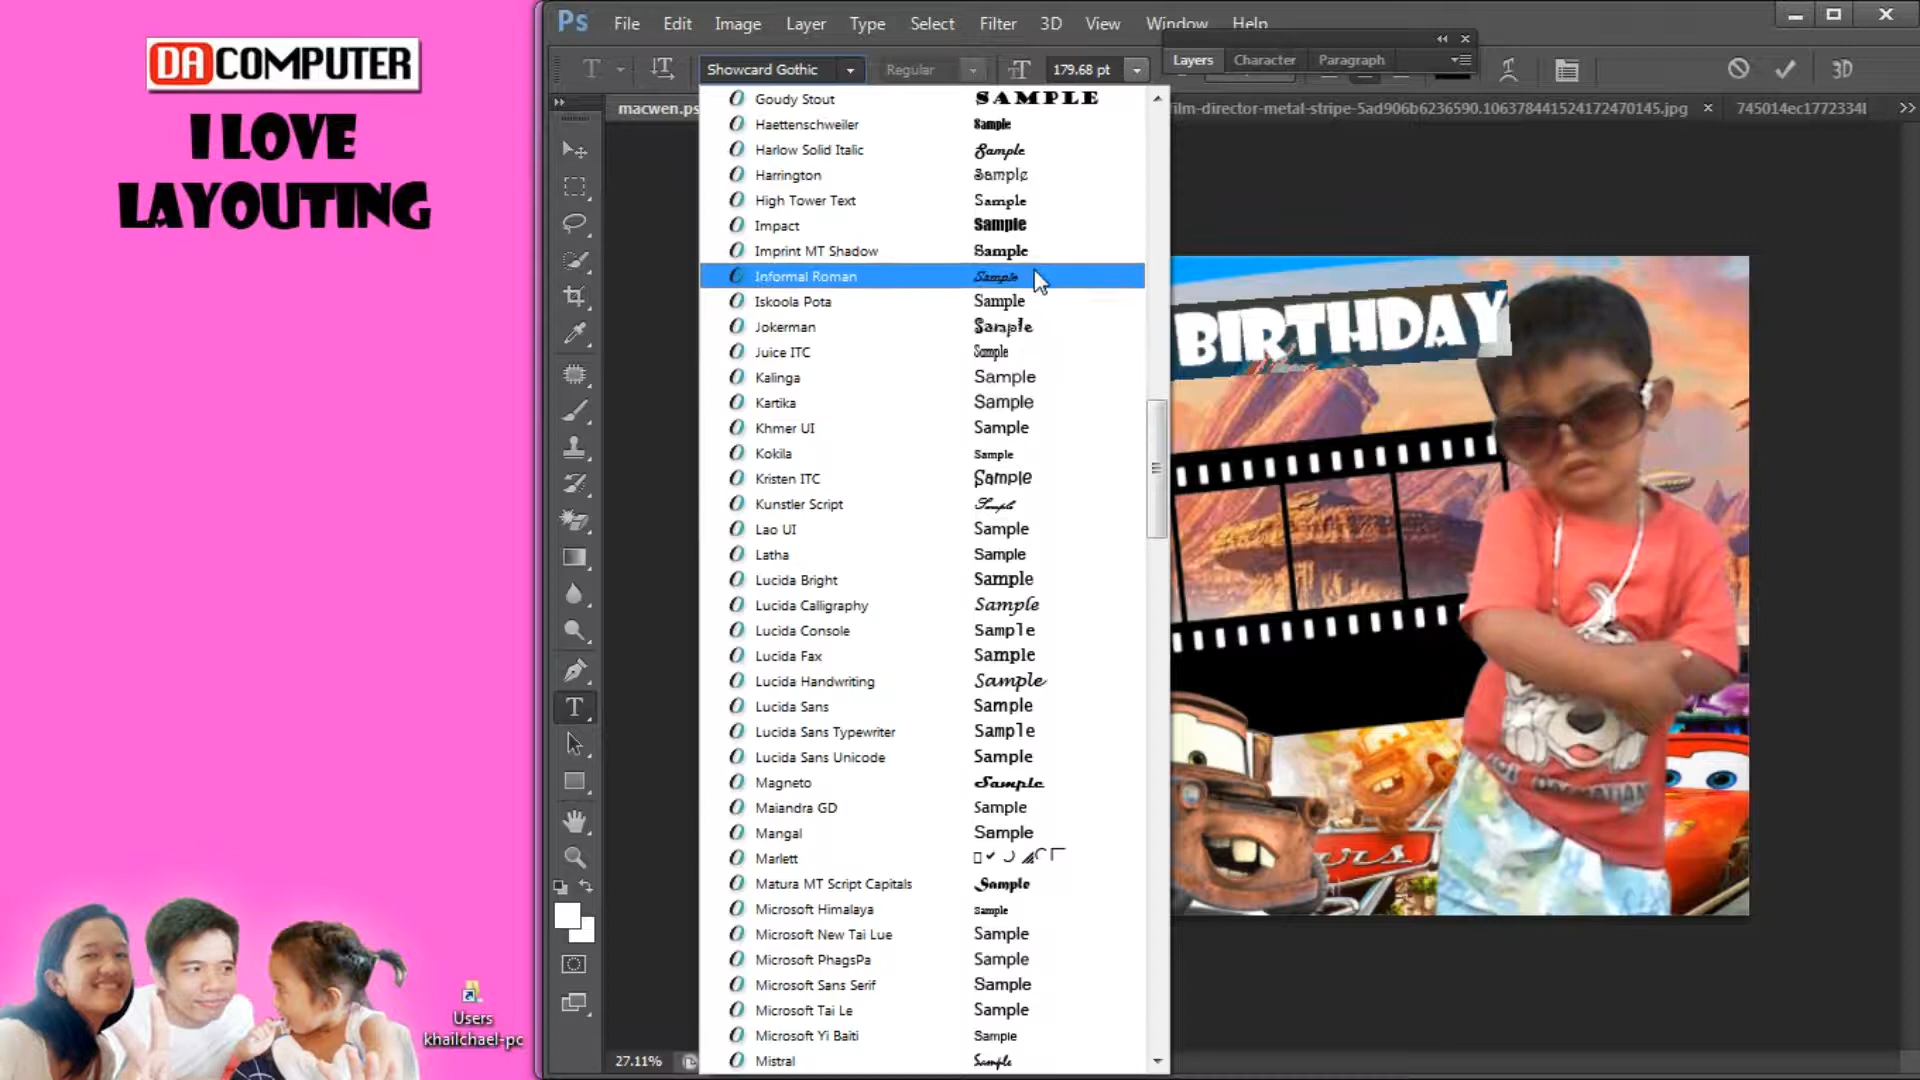 DA COMPUTER
I LOVE
LAYOUTING
Users
khailchael-pc
Ps File Edit Image Layer Type Select Filter 3D View Window Help
T Showcard Gothic Regular 179.68 pt 3D
Layers Character Paragraph
macwen.ps
film-director-metal-stripe-5ad906b6236590.1063784415241724701 45.jpg
Goudy Stout SAMPLE
Haettenschweiler Sample
Harlow Solid Italic Sample
Harrington Sample
High Tower Text Sample
Impact Sample
Imprint MT Shadow Sample
Informal Roman Sample
Iskoola Pota Sample
Jokerman Sample
Juice ITC Sample
Kalinga Sample
Kartika Sample
Khmer UI Sample
Kokila Sample
Kristen ITC Sample
Kunstler Script Sample
Lao UI Sample
Latha Sample
Lucida Bright Sample
Lucida Calligraphy Sample
Lucida Console Sample
Lucida Fax Sample
Lucida Handwriting Sample
Lucida Sans Sample
Lucida Sans Typewriter Sample
Lucida Sans Unicode Sample
Magneto Sample
Maiandra GD Sample
Mangal Sample
Marlett
Matura MT Script Capitals Sample
Microsoft Himalaya Sample
Microsoft New Tai Lue Sample
Microsoft PhagsPa Sample
Microsoft Sans Serif Sample
Microsoft Tai Le Sample
Microsoft Yi Baiti Sample
Mistral Sample
27.11%
BIRTHDAY